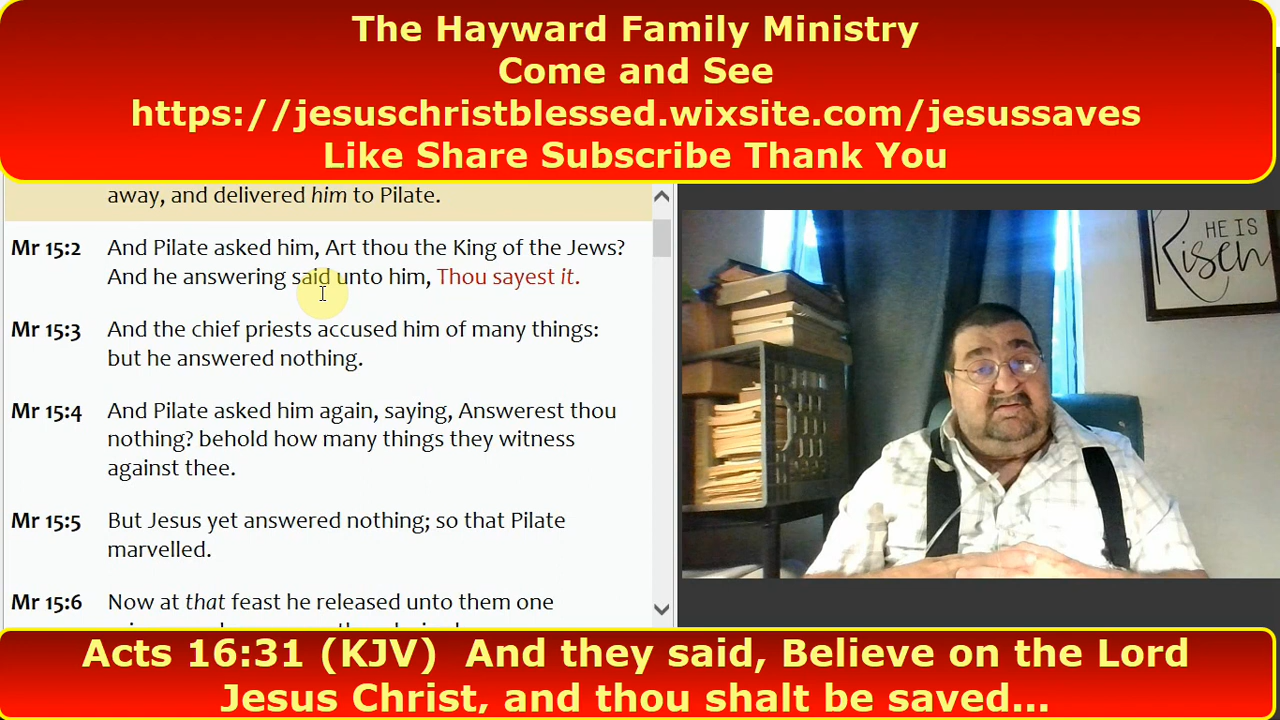 The Hayward Family Ministry
Come and See
https://jesuschristblessed.wixsite.com/jesussaves
Like Share Subscribe Thank You
away, and delivered him to Pilate.
Mr 15:2 And Pilate asked him, Art thou the King of the Jews?
And he answering said unto him, Thou sayest it.
Mr 15:3 And the chief priests accused him of many things:
but he answered nothing.
Mr 15:4 And Pilate asked him again, saying, Answerest thou
nothing? behold how many things they witness
against thee.
Mr 15:5 But Jesus yet answered nothing; so that Pilate
marvelled.
Mr 15:6 Now at that feast he released unto them one
HE IS
Risen
Acts 16:31 (KJV) And they said, Believe on the Lord
Jesus Christ, and thou shalt be saved...